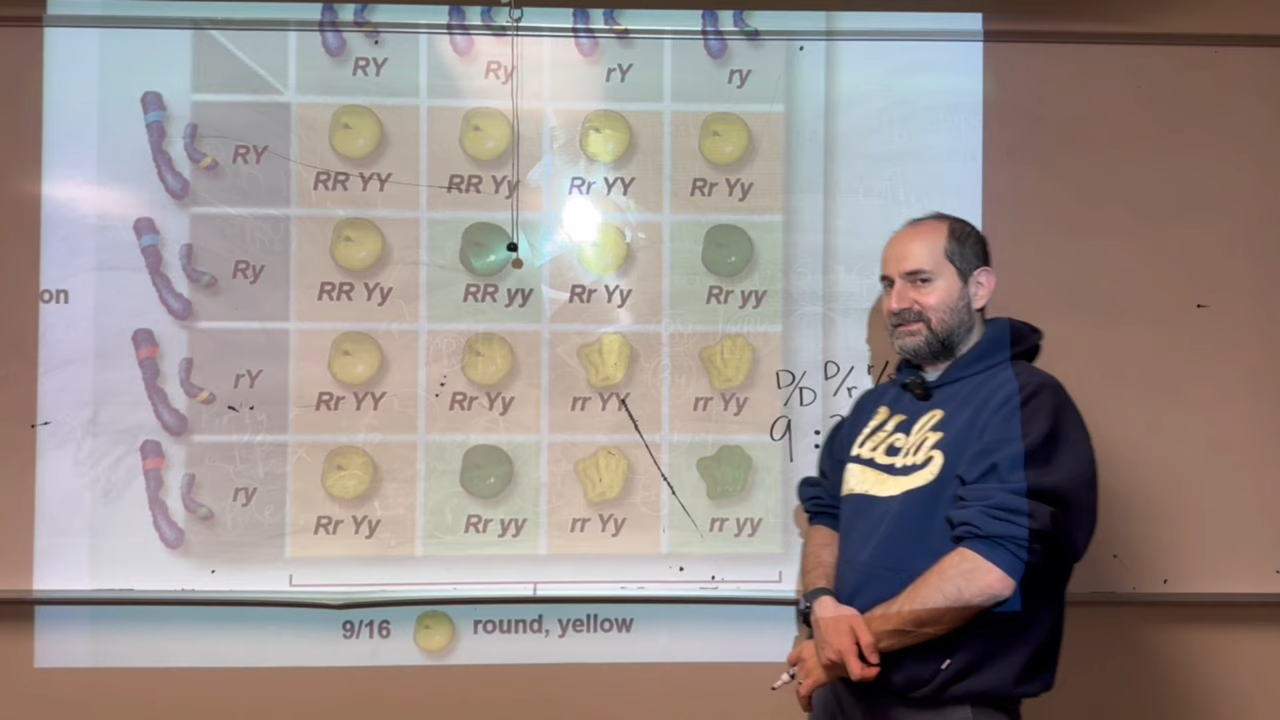 RY Ry rY ry
RY RR YY RR Yy Rr YY Rr Yy
Ry RR Yy RR yy Rr Yy Rr yy
on
rY Rr YY Rr Yy rr YY rr Yy
D/D D/r
9 :
Ucla
ry Rr Yy Rr yy rr Yy rr yy
9/16 round, yellow